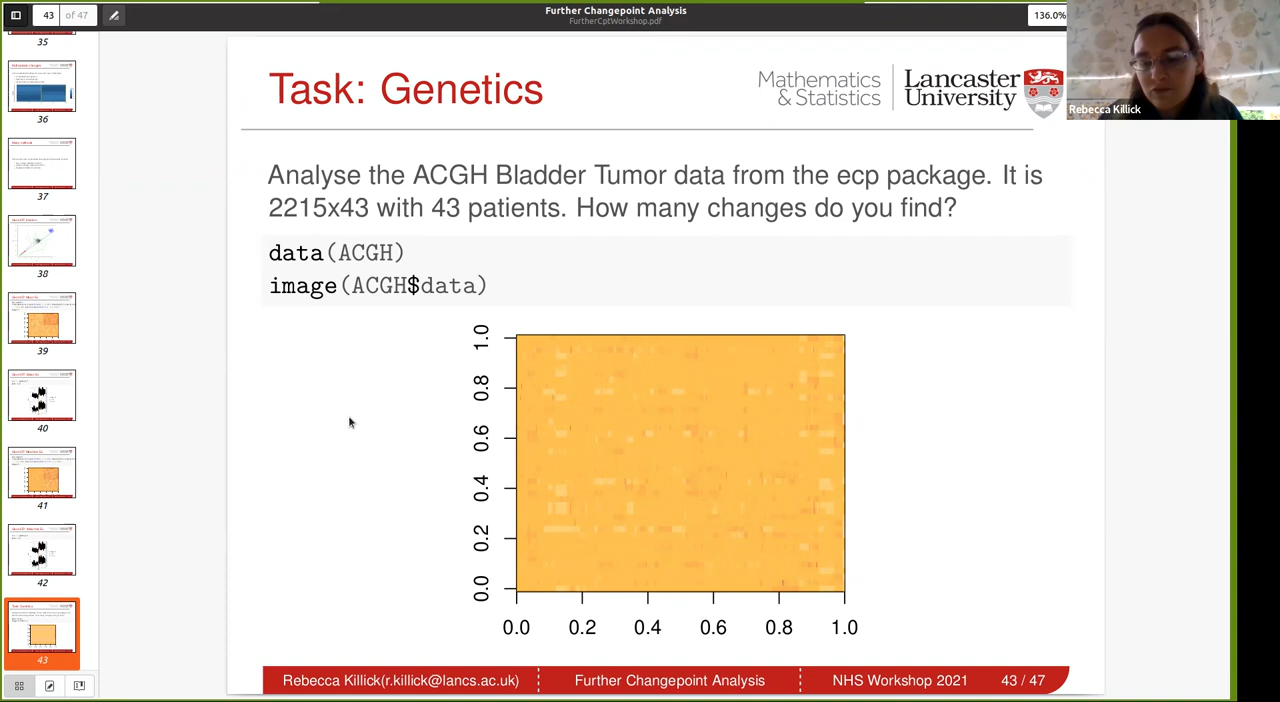 43 of 47
Further Changepoint Analysis
FurtherCptWorkshop.pdf
136.0%
Rebecca Killick
35
36
37
38
39
40
41
42
43
Task: Genetics
Mathematics
& Statistics
Lancaster
University
Analyse the ACGH Bladder Tumor data from the ecp package. It is
2215x43 with 43 patients. How many changes do you find?
data(ACGH)
image(ACGH$data)
1.0
0.8
0.6
0.4
0.2
0.0
0.0 0.2 0.4 0.6 0.8 1.0
Rebecca Killick(r.killick@lancs.ac.uk) Further Changepoint Analysis NHS Workshop 2021 43 / 47